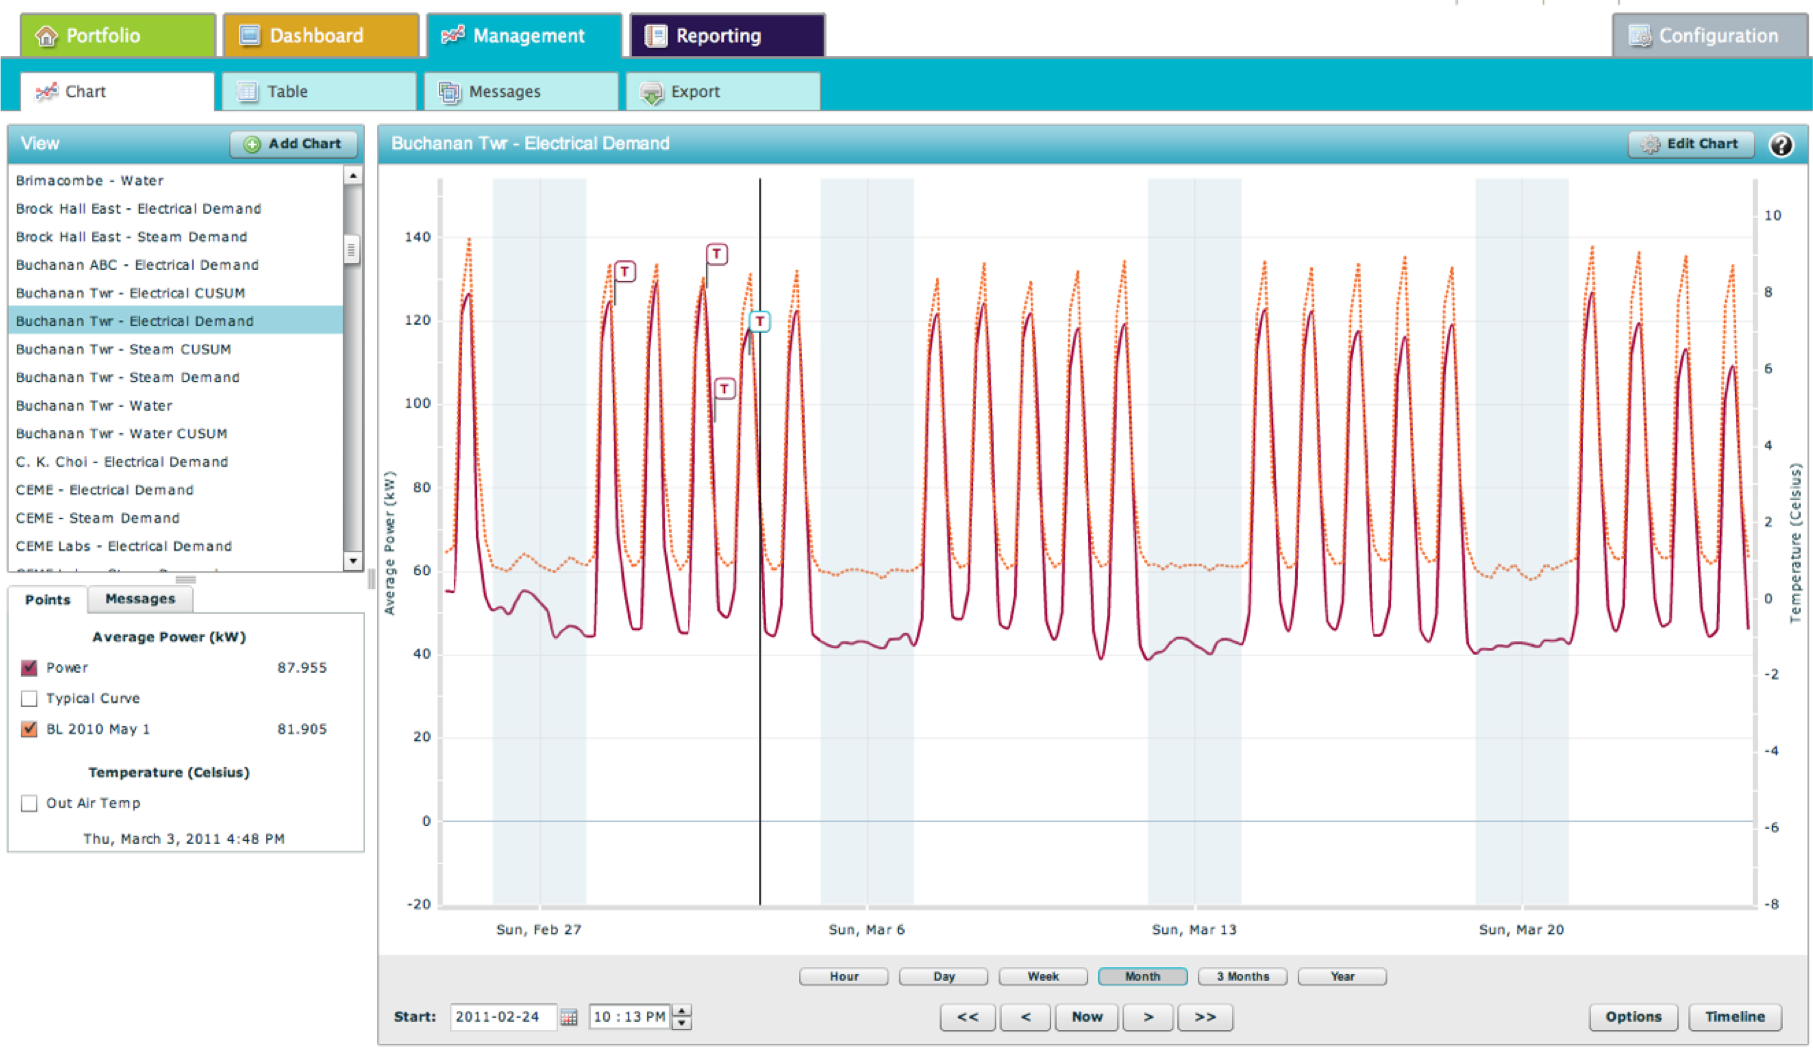 Portfolio
Dashboard
Management
Reporting
Configuration
Chart
Table
Messages
Export
View
Add Chart
Brimacombe - Water
Brock Hall East - Electrical Demand
Brock Hall East - Steam Demand
Buchanan ABC - Electrical Demand
Buchanan Twr - Electrical CUSUM
Buchanan Twr - Electrical Demand
Buchanan Twr - Steam CUSUM
Buchanan Twr - Steam Demand
Buchanan Twr - Water
Buchanan Twr - Water CUSUM
C. K. Choi - Electrical Demand
CEME - Electrical Demand
CEME - Steam Demand
CEME Labs - Electrical Demand
Points
Messages
Average Power (kW)
Power 87.955
Typical Curve
BL 2010 May 1 81.905
Temperature (Celsius)
Out Air Temp
Thu, March 3, 2011 4:48 PM
Buchanan Twr - Electrical Demand
Edit Chart
?
140
120
100
80
60
40
20
0
-20
Average Power (kW)
T
T
T
T
10
8
6
4
2
0
-2
-4
-6
-8
Temperature (Celsius)
Sun, Feb 27
Sun, Mar 6
Sun, Mar 13
Sun, Mar 20
Hour
Day
Week
Month
3 Months
Year
Start: 2011-02-24 10 : 13 PM
<<
<
Now
>
>>
Options
Timeline